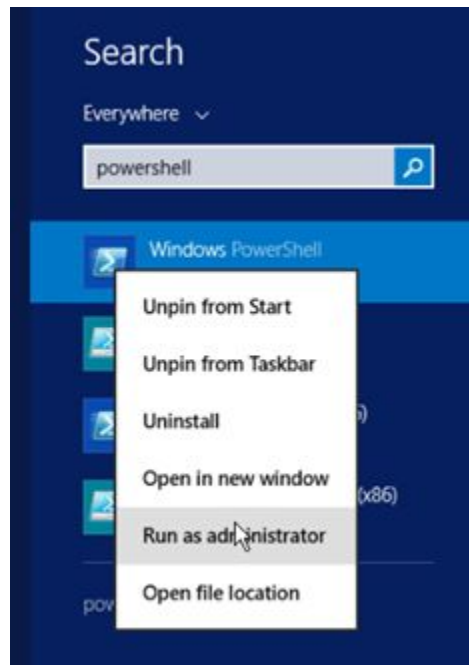 Search
Everywhere
powershell
Windows PowerShell
Unpin from Start
Unpin from Taskbar
Uninstall
Open in new window
(x86)
Run as administrator
Open file location